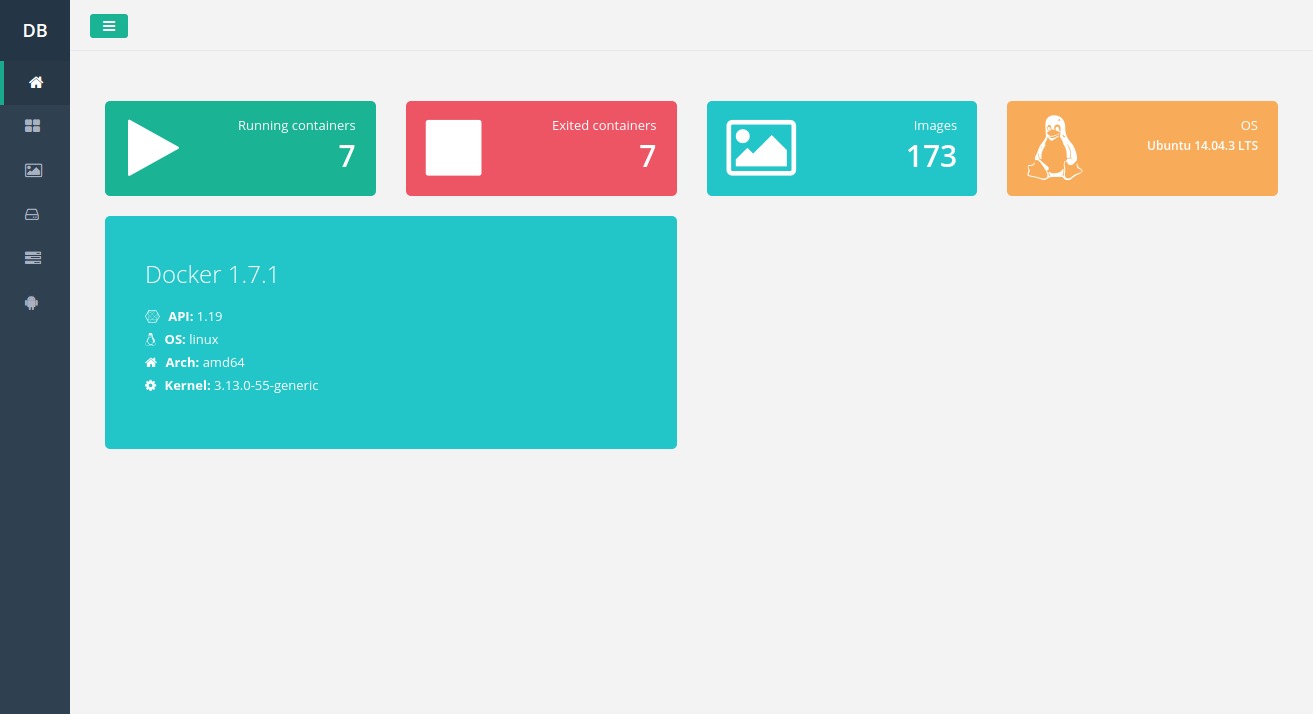 DB
Running containers
7
Exited containers
7
Images
173
OS
Ubuntu 14.04.3 LTS
Docker 1.7.1
API: 1.19
OS: linux
Arch: amd64
Kernel: 3.13.0-55-generic